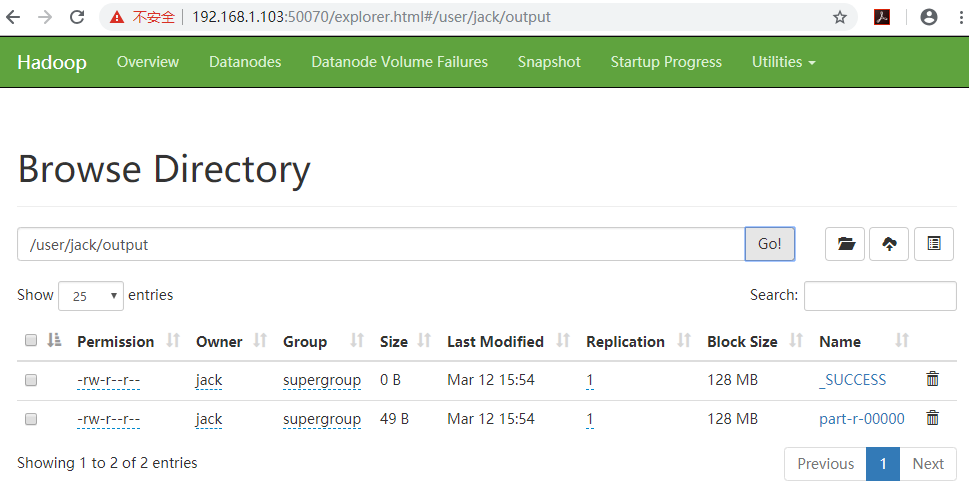 不安全 192.168.1.103:50070/explorer.html#/user/jack/output
Hadoop Overview Datanodes Datanode Volume Failures Snapshot Startup Progress Utilities
Browse Directory
/user/jack/output Go!
Show 25 entries Search:
Permission Owner Group Size Last Modified Replication Block Size Name
-rw-r--r-- jack supergroup 0 B Mar 12 15:54 1 128 MB _SUCCESS
-rw-r--r-- jack supergroup 49 B Mar 12 15:54 1 128 MB part-r-00000
Showing 1 to 2 of 2 entries Previous 1 Next